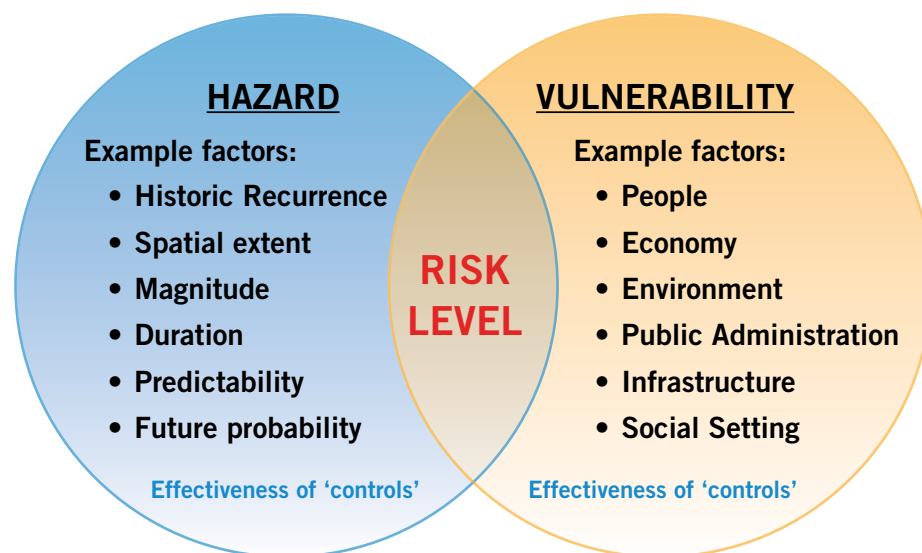 HAZARD
Example factors:
• Historic Recurrence
• Spatial extent
• Magnitude
• Duration
• Predictability
• Future probability
Effectiveness of ‘controls’
RISK
LEVEL
VULNERABILITY
Example factors:
• People
• Economy
• Environment
• Public Administration
• Infrastructure
• Social Setting
Effectiveness of ‘controls’